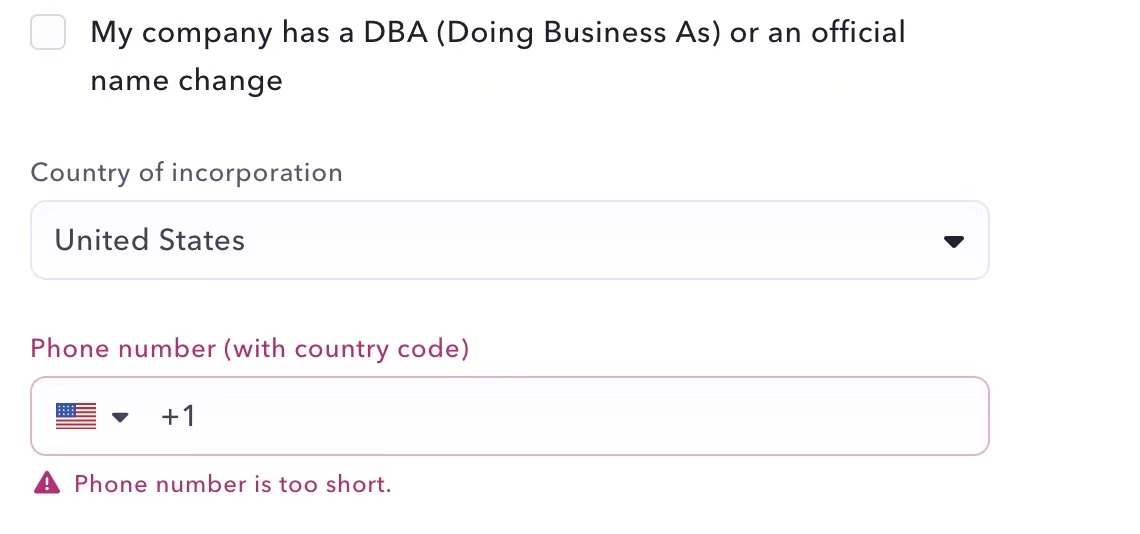 My company has a DBA (Doing Business As) or an official
name change
Country of incorporation
United States
Phone number (with country code)
+1
Phone number is too short.